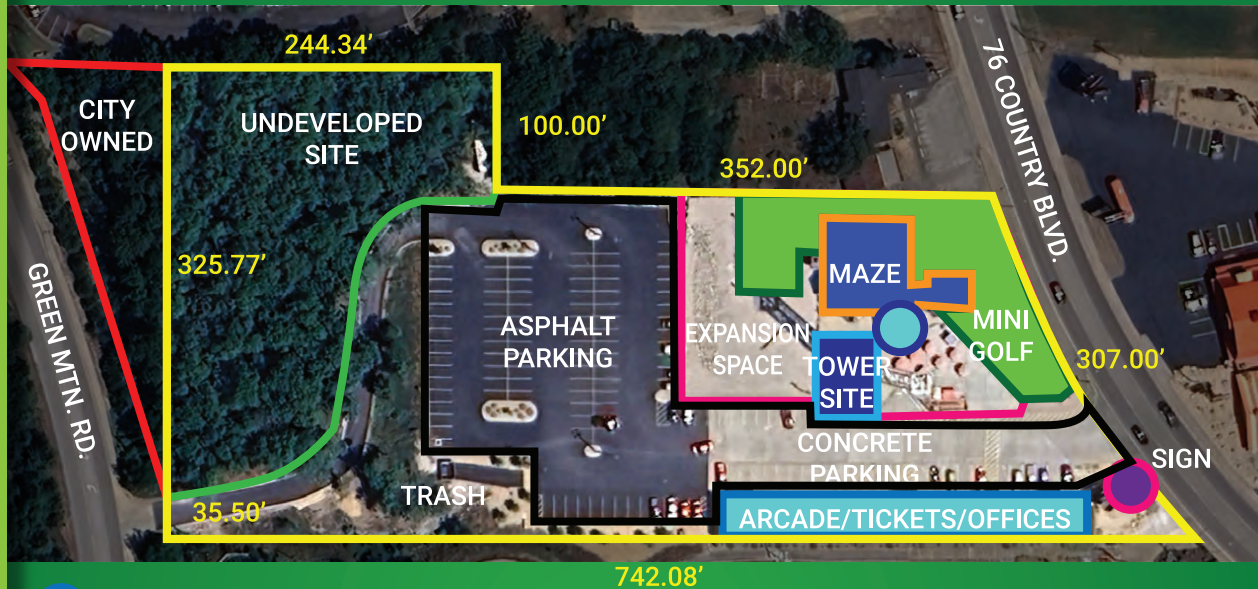 244.34’
76 COUNTRY BLVD.
CITY
OWNED
UNDEVELOPED
SITE
100.00’
352.00’
325.77’
GREEN MTN. RD.
MAZE
ASPHALT
PARKING
EXPANSION
SPACE
TOWER
SITE
MINI
GOLF
307.00’
CONCRETE
PARKING
SIGN
TRASH
35.50’
ARCADE/TICKETS/OFFICES
742.08’